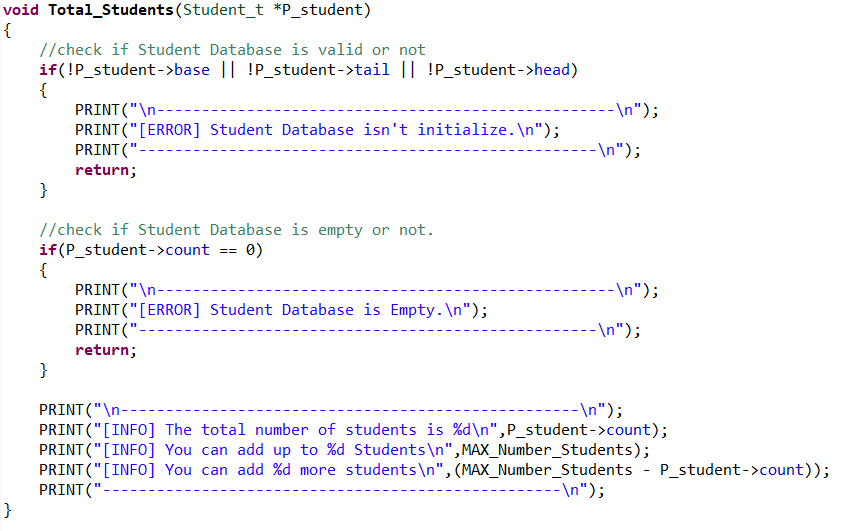 void Total_Students(Student_t *P_student)
{
    //check if Student Database is valid or not
    if(!P_student->base || !P_student->tail || !P_student->head)
    {
        PRINT("\n---------------------------------------------------\n");
        PRINT("[ERROR] Student Database isn't initialize.\n");
        PRINT("---------------------------------------------------\n");
        return;
    }

    //check if Student Database is empty or not.
    if(P_student->count == 0)
    {
        PRINT("\n---------------------------------------------------\n");
        PRINT("[ERROR] Student Database is Empty.\n");
        PRINT("---------------------------------------------------\n");
        return;
    }

    PRINT("\n---------------------------------------------------\n");
    PRINT("[INFO] The total number of students is %d\n",P_student->count);
    PRINT("[INFO] You can add up to %d Students\n",MAX_Number_Students);
    PRINT("[INFO] You can add %d more students\n",(MAX_Number_Students - P_student->count));
    PRINT("---------------------------------------------------\n");
}